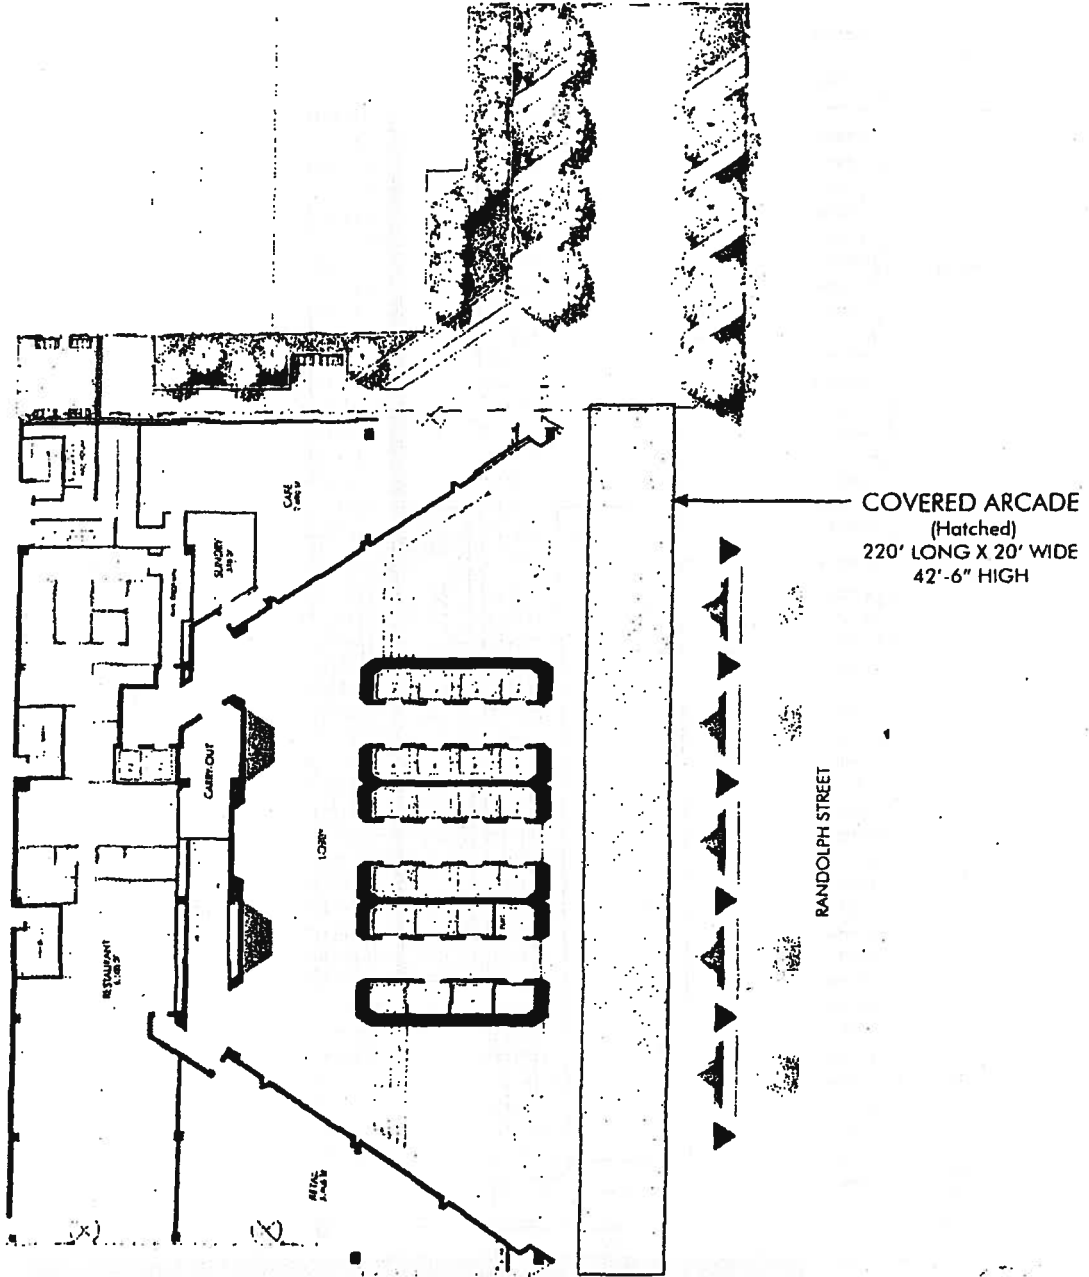 COVERED ARCADE
(Hatched)
220' LONG X 20' WIDE
42'-6" HIGH
RANDOLPH STREET
CAFE
SUNDRY
CARRY-OUT
LOBBY
RESTAURANT
RETAIL